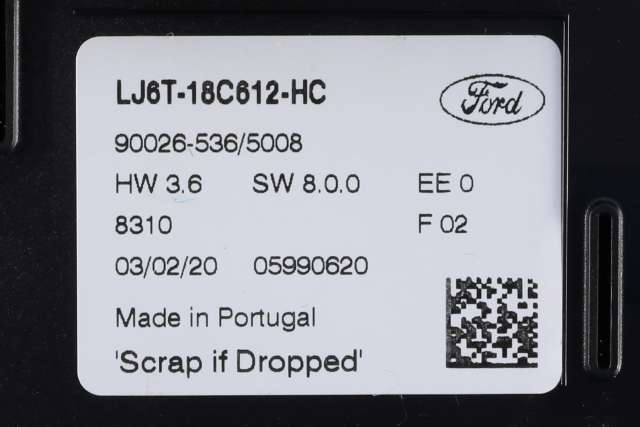 LJ6T-18C612-HC
Ford
90026-536/5008
HW 3.6 SW 8.0.0 EE 0
8310 F 02
03/02/20 05990620
Made in Portugal
'Scrap if Dropped'